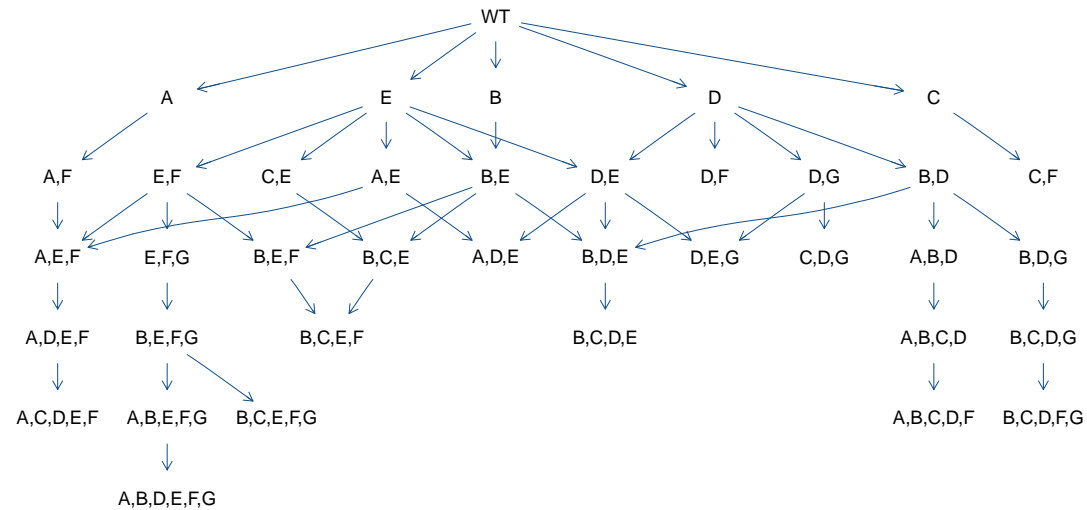 WT
A E B D C
A,F E,F C,E A,E B,E D,E D,F D,G B,D C,F
A,E,F E,F,G B,E,F B,C,E A,D,E B,D,E D,E,G C,D,G A,B,D B,D,G
A,D,E,F B,E,F,G B,C,E,F B,C,D,E A,B,C,D B,C,D,G
A,C,D,E,F A,B,E,F,G B,C,E,F,G A,B,C,D,F B,C,D,F,G
A,B,D,E,F,G